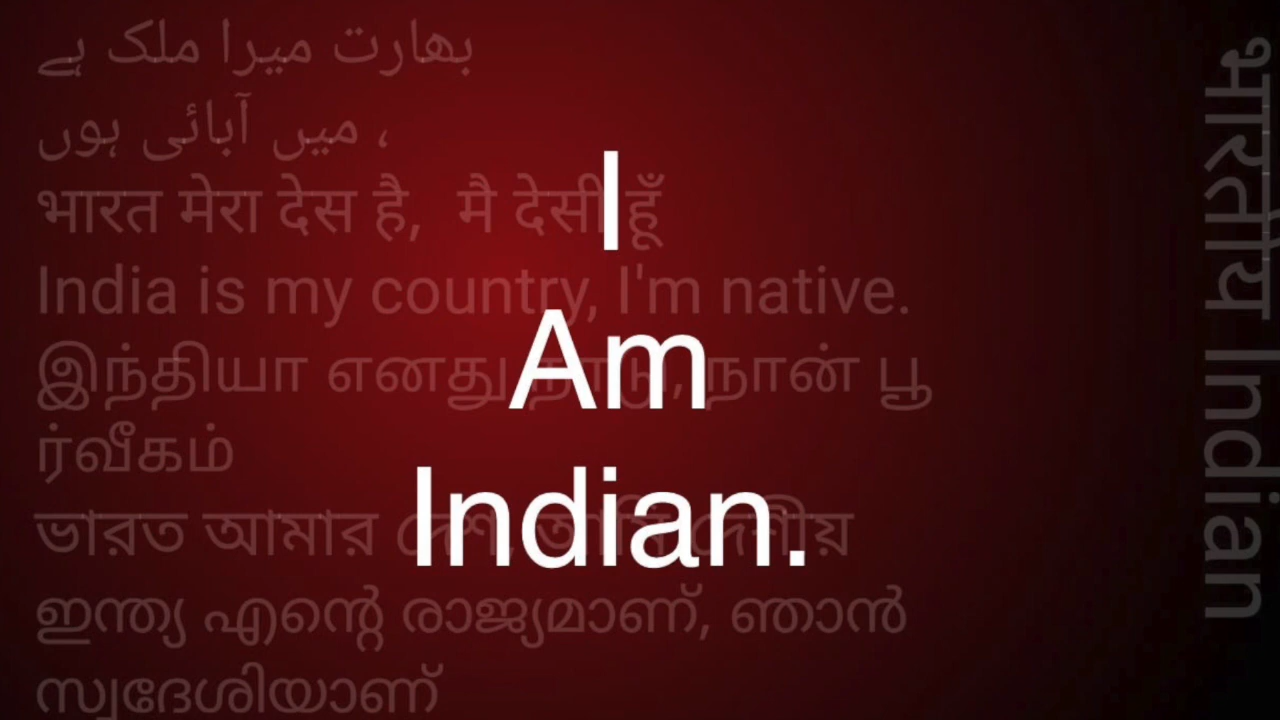 بھارت میرا ملک ہے
، میں آبائی ہوں
भारत मेरा देस है, मै देसी हूँ
India is my country, I'm native.
இந்தியா எனது நாடு, நான் பூ
ர்வீகம்
ভারত আমার দেশ, আমি দেশীয়
ഇന്ത്യ എന്റെ രാജ്യമാണ്, ഞാൻ
സ്വദേശിയാണ്
I
Am
Indian.
भारतीय Indian